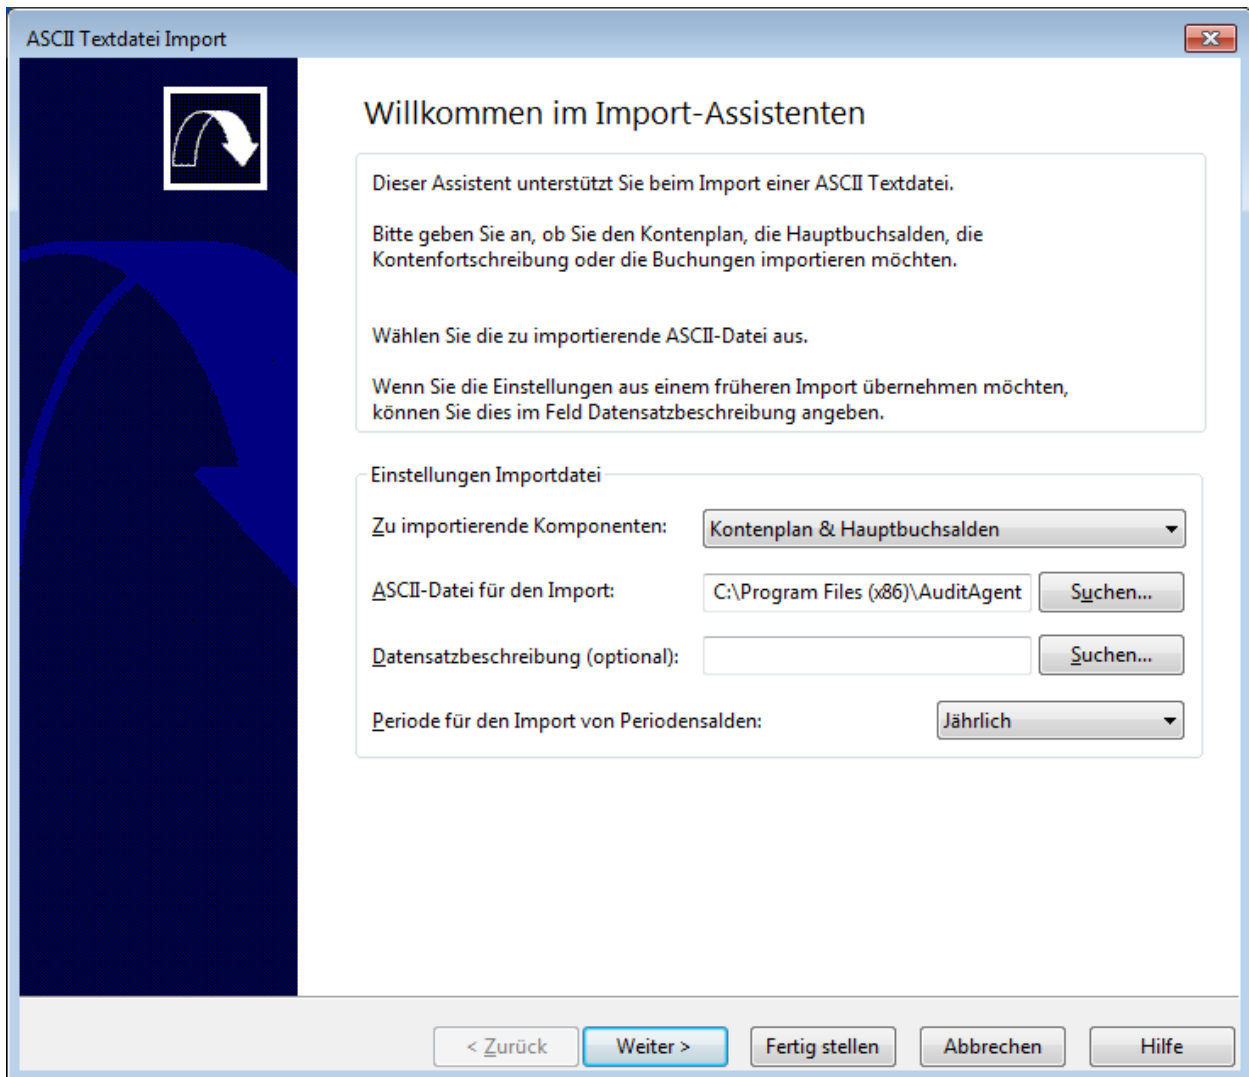 ASCII Textdatei Import
Willkommen im Import-Assistenten
Dieser Assistent unterstützt Sie beim Import einer ASCII Textdatei.
Bitte geben Sie an, ob Sie den Kontenplan, die Hauptbuchsalden, die
Kontenfortschreibung oder die Buchungen importieren möchten.
Wählen Sie die zu importierende ASCII-Datei aus.
Wenn Sie die Einstellungen aus einem früheren Import übernehmen möchten,
können Sie dies im Feld Datensatzbeschreibung angeben.
Einstellungen Importdatei
Zu importierende Komponenten: Kontenplan & Hauptbuchsalden
ASCII-Datei für den Import: C:\Program Files (x86)\AuditAgent Suchen...
Datensatzbeschreibung (optional): Suchen...
Periode für den Import von Periodensalden: Jährlich
< Zurück Weiter > Fertig stellen Abbrechen Hilfe